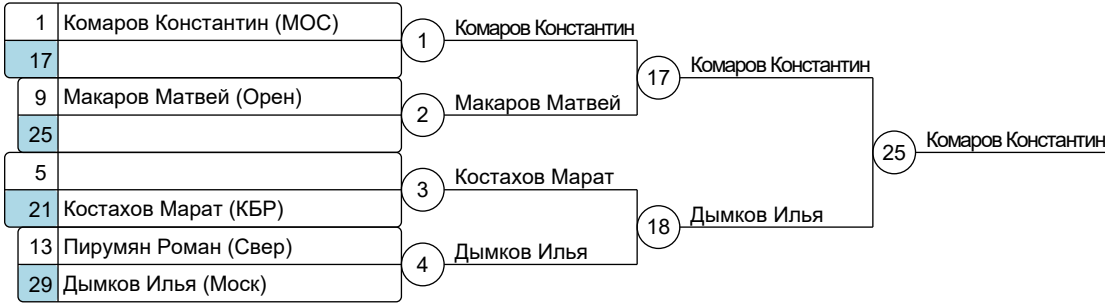 1 Комаров Константин (МОС)
17
9 Макаров Матвей (Орен)
25
5
21 Костахов Марат (КБР)
13 Пирумян Роман (Свер)
29 Дымков Илья (Моск)
1 Комаров Константин
2 Макаров Матвей
3 Костахов Марат
4 Дымков Илья
17 Комаров Константин
18 Дымков Илья
25 Комаров Константин